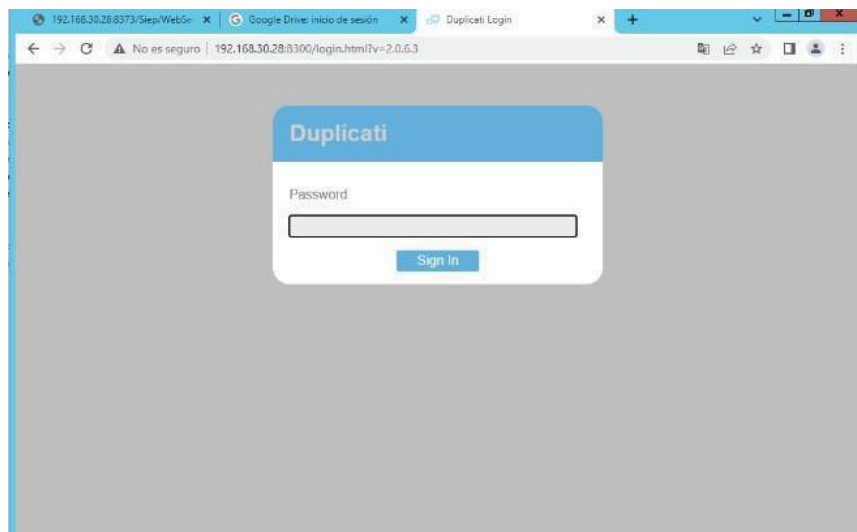 192.168.30.28:8373/Siep/WebSe
Google Drive: inicio de sesión
Duplicati Login
No es seguro
192.168.30.28:8300/login.html?v=2.0.6.3
Duplicati
Password
Sign In